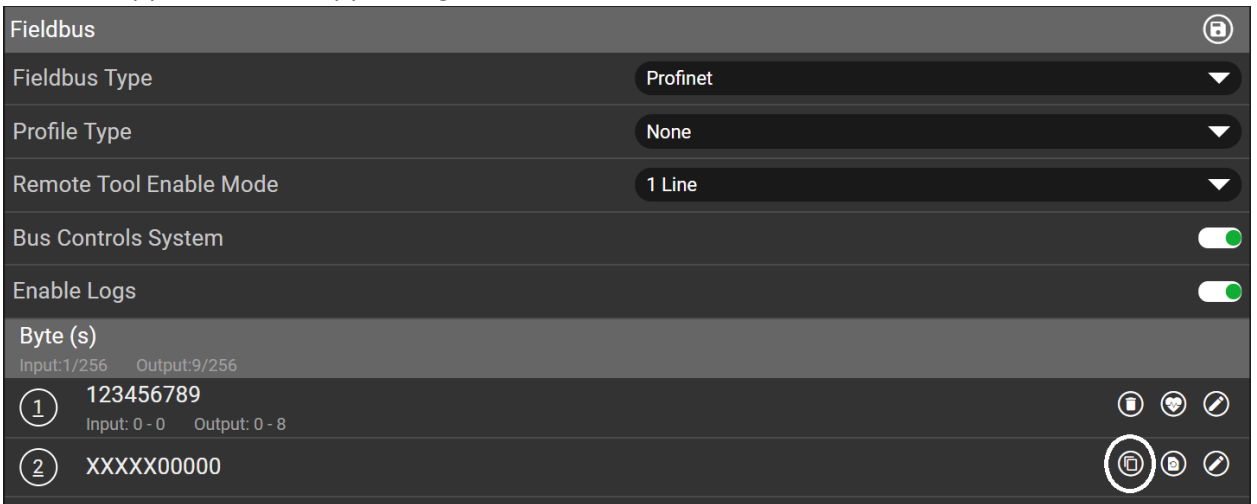 Fieldbus
Fieldbus Type Profinet
Profile Type None
Remote Tool Enable Mode 1 Line
Bus Controls System
Enable Logs
Byte (s)
Input:1/256 Output:9/256
1 123456789
Input: 0 - 0 Output: 0 - 8
2 XXXXX00000